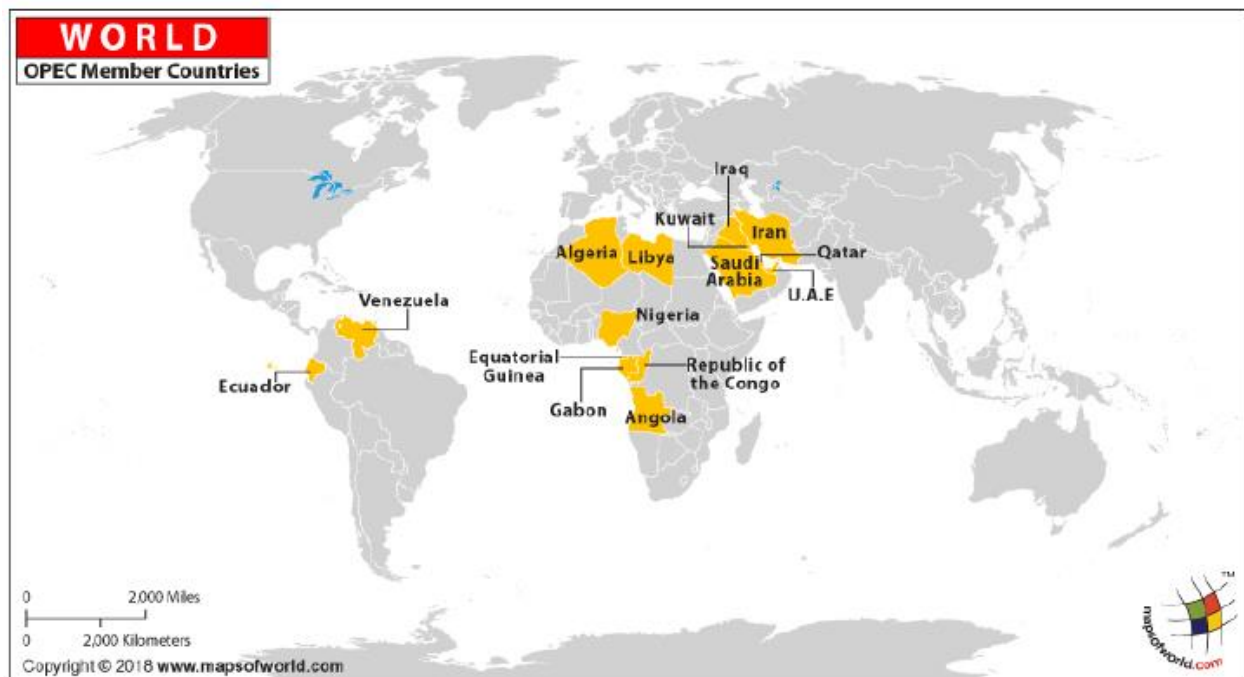 WORLD
OPEC Member Countries
Iraq
Kuwait
Iran
Algeria
Libya
Qatar
Saudi
Arabia
U.A.E
Venezuela
Nigeria
Equatorial
Guinea
Republic of
the Congo
Ecuador
Gabon
Angola
0 2,000 Miles
0 2,000 Kilometers
Copyright © 2018 www.mapsofworld.com
TM
mapsofworld.com